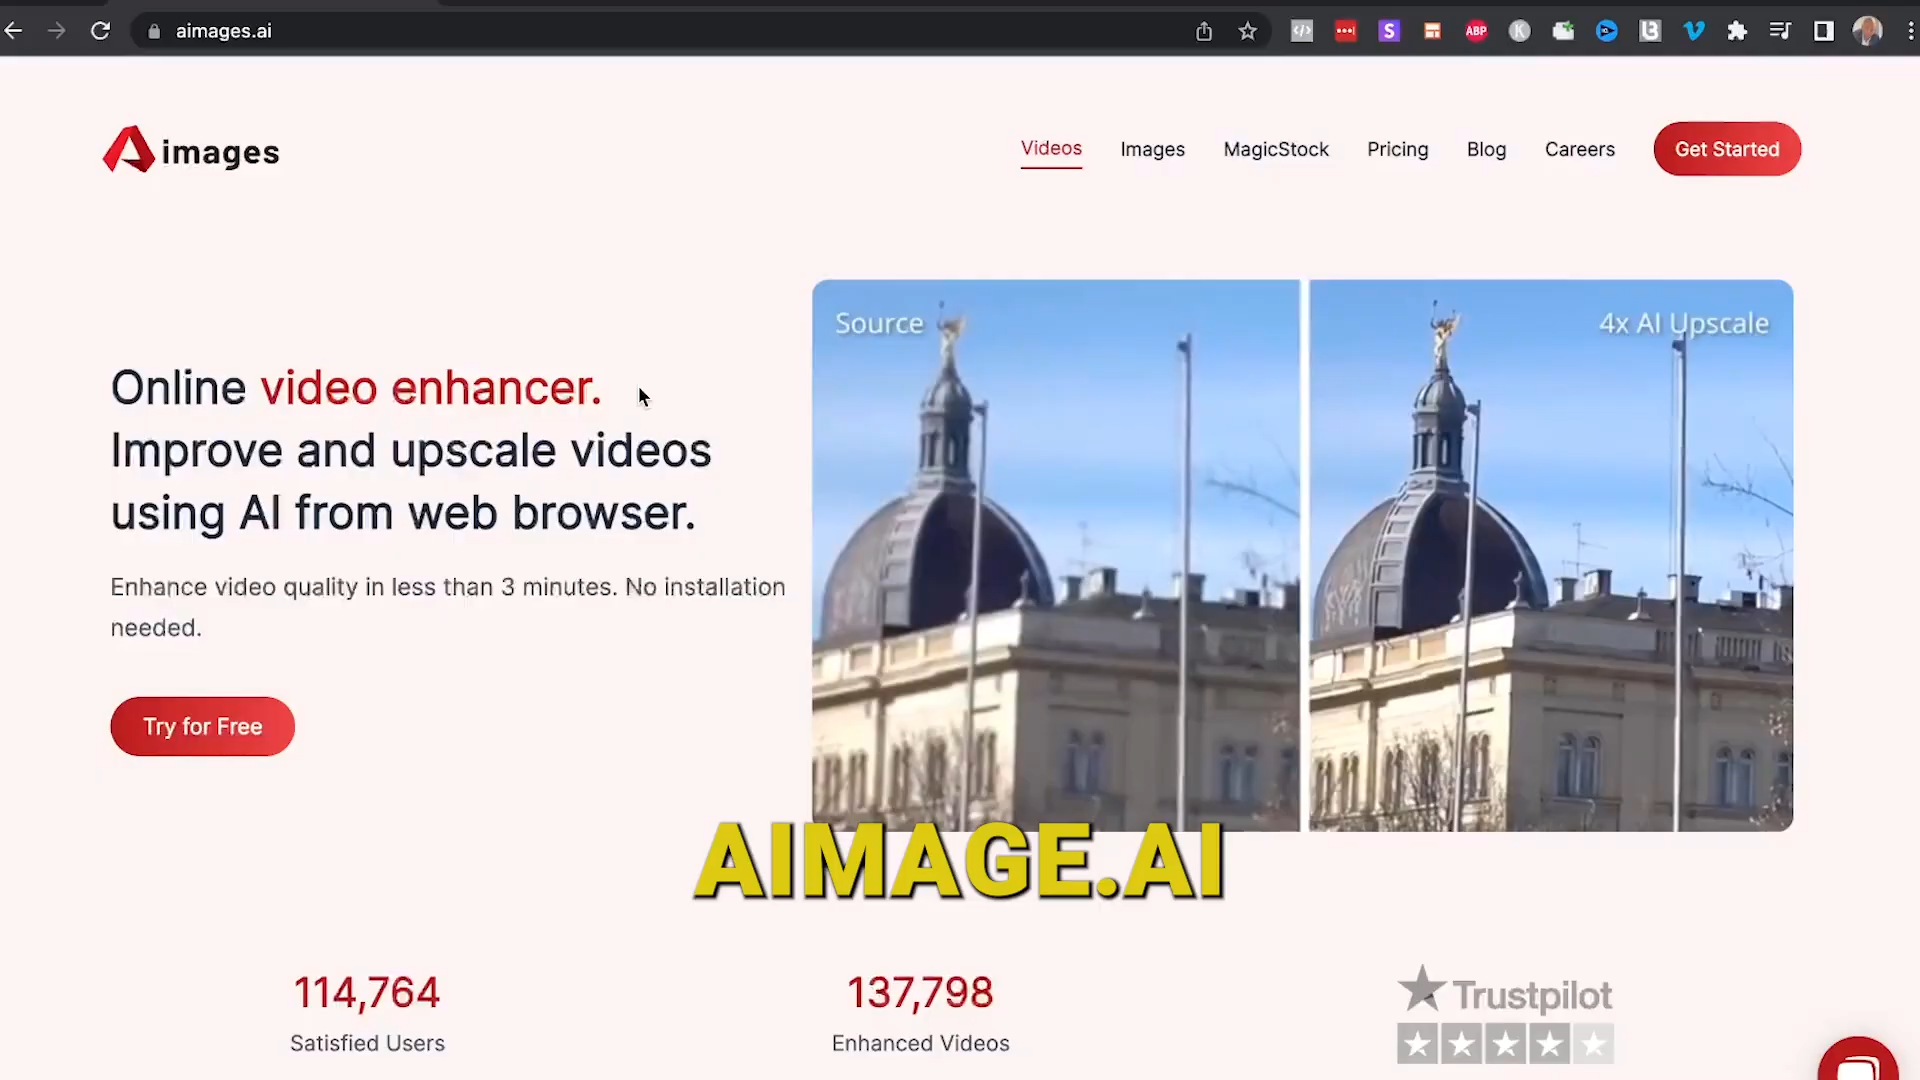 aimages.ai
images
Videos
Images
MagicStock
Pricing
Blog
Careers
Get Started
Source
4x AI Upscale
Online video enhancer.
Improve and upscale videos
using AI from web browser.
Enhance video quality in less than 3 minutes. No installation
needed.
Try for Free
AIMAGE.AI
114,764
Satisfied Users
137,798
Enhanced Videos
Trustpilot